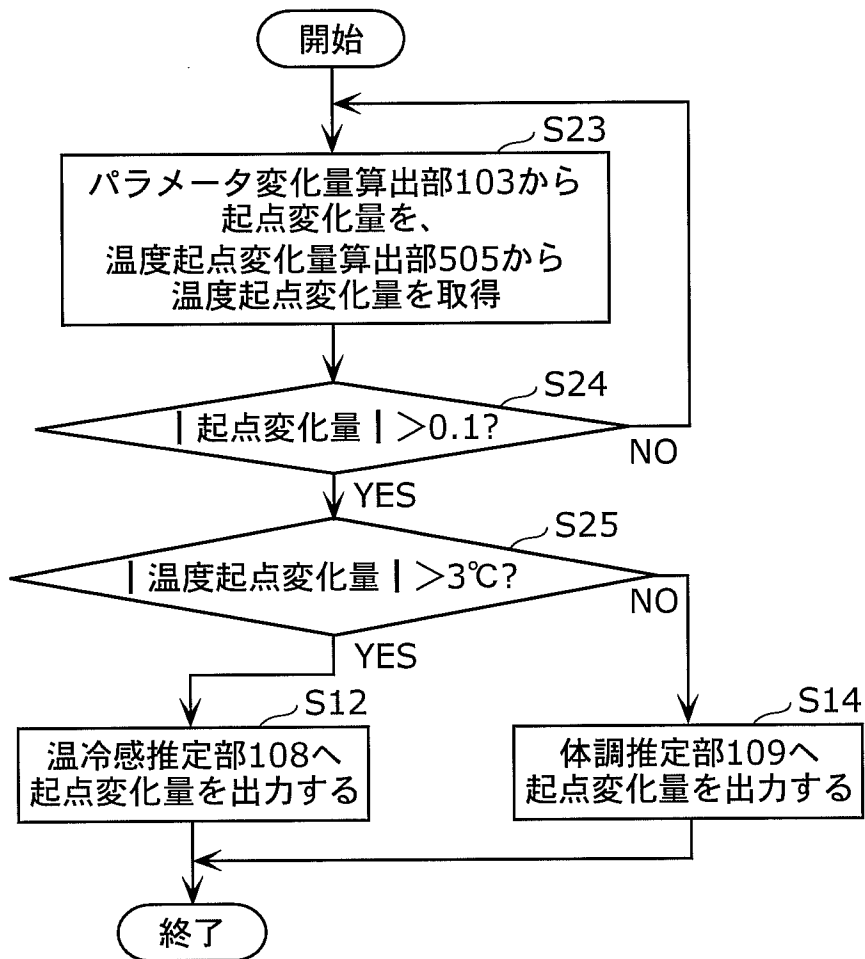 開始
S23
パラメータ変化量算出部103から
起点変化量を、
温度起点変化量算出部505から
温度起点変化量を取得
S24
|起点変化量|>0.1?
NO
YES
S25
|温度起点変化量|>3℃?
NO
YES
S12
温冷感推定部108へ
起点変化量を出力する
S14
体調推定部109へ
起点変化量を出力する
終了